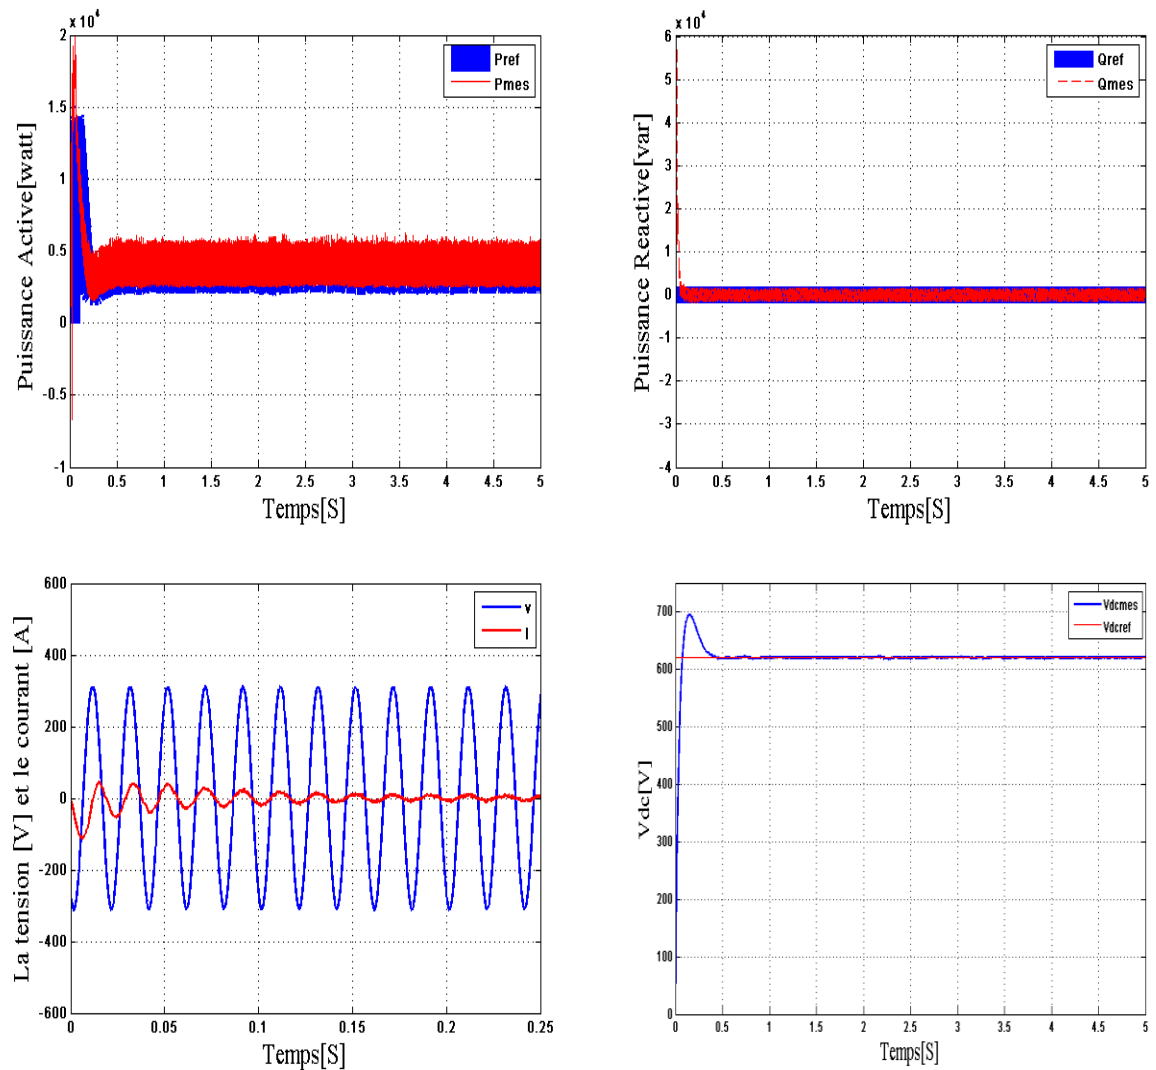 x 10⁴
2
1.5
1
0.5
0
-0.5
-1
Puissance Active[watt]
Pref
Pmes
0 0.5 1 1.5 2 2.5 3 3.5 4 4.5 5
Temps[S]
x 10⁴
6
5
4
3
2
1
0
-1
-2
-3
-4
Puissance Reactive[var]
Qref
Qmes
0 0.5 1 1.5 2 2.5 3 3.5 4 4.5 5
Temps[S]
600
400
200
0
-200
-400
-600
La tension [V] et le courant [A]
v
I
0 0.05 0.1 0.15 0.2 0.25
Temps[S]
700
600
500
400
300
200
100
0
Vdc[V]
Vdcmes
Vdcref
0 0.5 1 1.5 2 2.5 3 3.5 4 4.5 5
Temps[S]